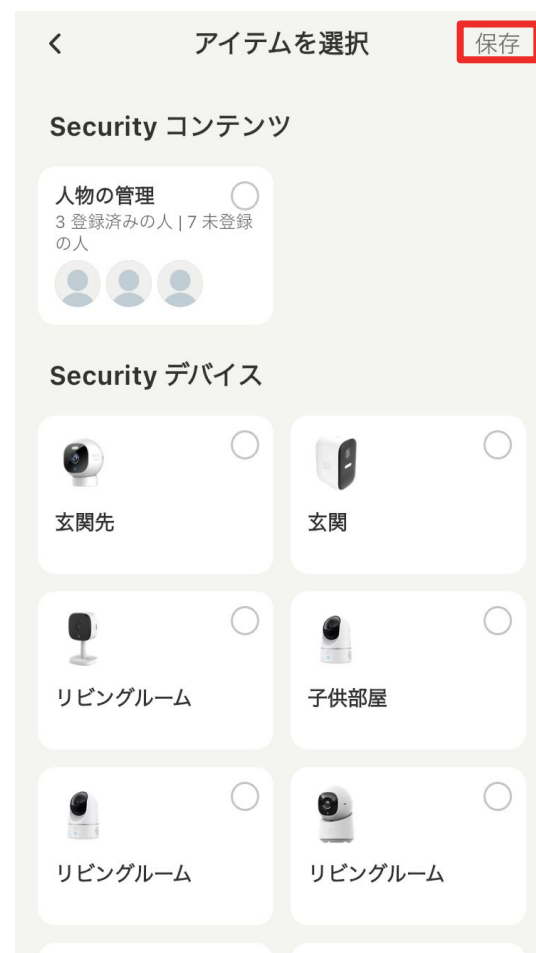 アイテムを選択
保存
Security コンテンツ
人物の管理
3 登録済みの人 | 7 未登録
の人
Security デバイス
玄関先
玄関
リビングルーム
子供部屋
リビングルーム
リビングルーム